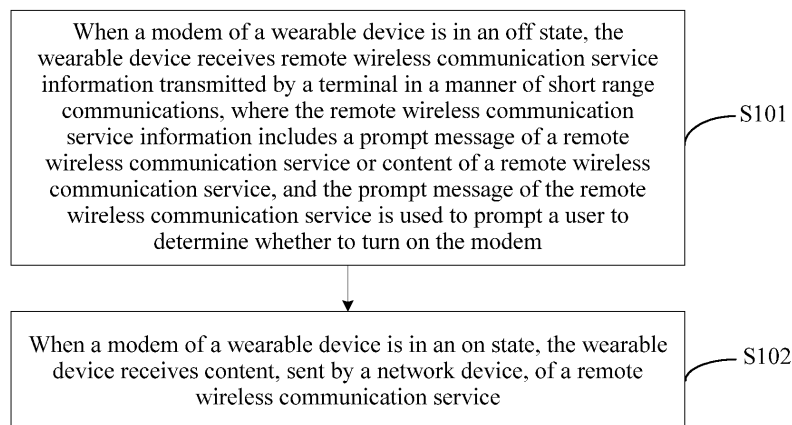 When a modem of a wearable device is in an off state, the
wearable device receives remote wireless communication service
information transmitted by a terminal in a manner of short range
communications, where the remote wireless communication
service information includes a prompt message of a remote
wireless communication service or content of a remote wireless
communication service, and the prompt message of the remote
wireless communication service is used to prompt a user to
determine whether to turn on the modem
S101
When a modem of a wearable device is in an on state, the wearable
device receives content, sent by a network device, of a remote
wireless communication service
S102